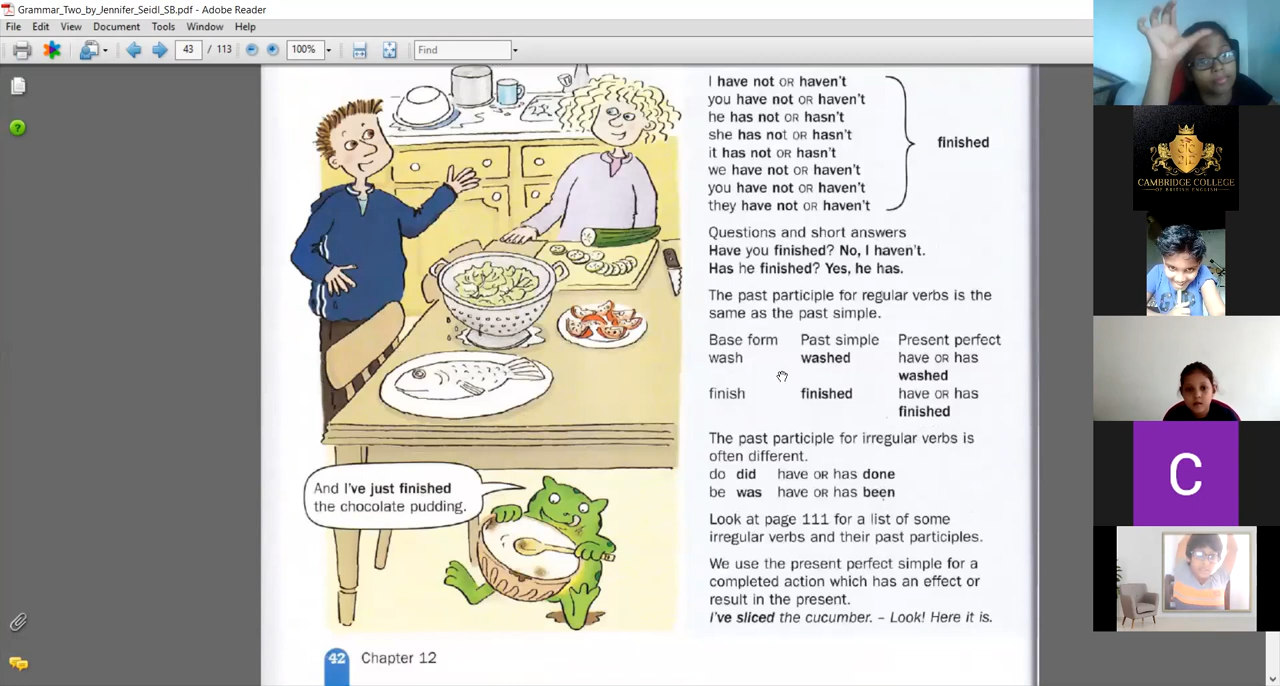 Grammar_Two_by_Jennifer_Seidl_SB.pdf - Adobe Reader
File Edit View Document Tools Window Help
43 / 113 100% Find
I have not OR haven't
you have not OR haven't
he has not OR hasn't
she has not OR hasn't
it has not OR hasn't
we have not OR haven't
you have not OR haven't
they have not OR haven't
finished
Questions and short answers
Have you finished? No, I haven't.
Has he finished? Yes, he has.
The past participle for regular verbs is the
same as the past simple.
Base form Past simple Present perfect
wash washed have OR has
washed
finish finished have OR has
finished
The past participle for irregular verbs is
often different.
do did have OR has done
be was have OR has been
Look at page 111 for a list of some
irregular verbs and their past participles.
We use the present perfect simple for a
completed action which has an effect or
result in the present.
I've sliced the cucumber. – Look! Here it is.
And I've just finished
the chocolate pudding.
42 Chapter 12
CAMBRIDGE COLLEGE
OF BRITISH ENGLISH
C